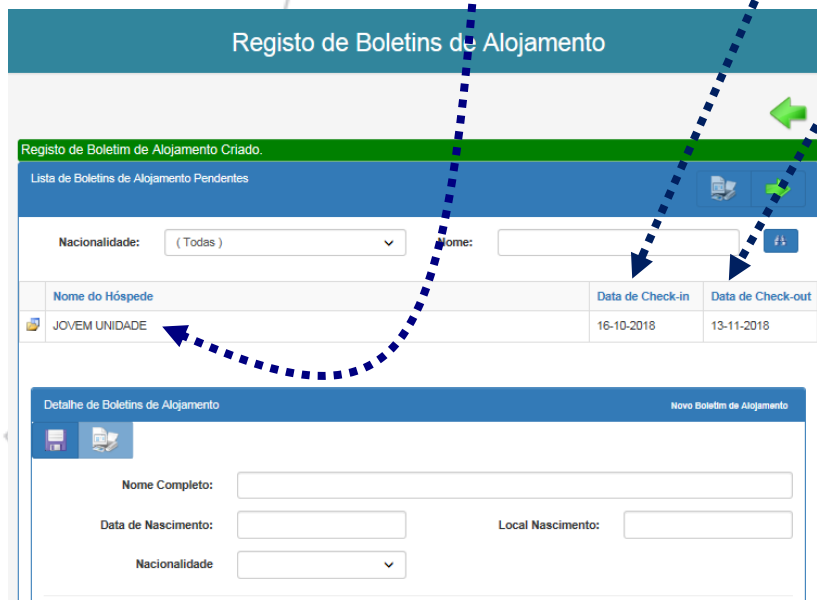 Registo de Boletins de Alojamento
Registo de Boletim de Alojamento Criado.
Lista de Boletins de Alojamento Pendentes
Nacionalidade: ( Todas ) Nome:
Nome do Hóspede Data de Check-in Data de Check-out
JOVEM UNIDADE 16-10-2018 13-11-2018
Detalhe de Boletins de Alojamento Novo Boletim de Alojamento
Nome Completo:
Data de Nascimento: Local Nascimento:
Nacionalidade